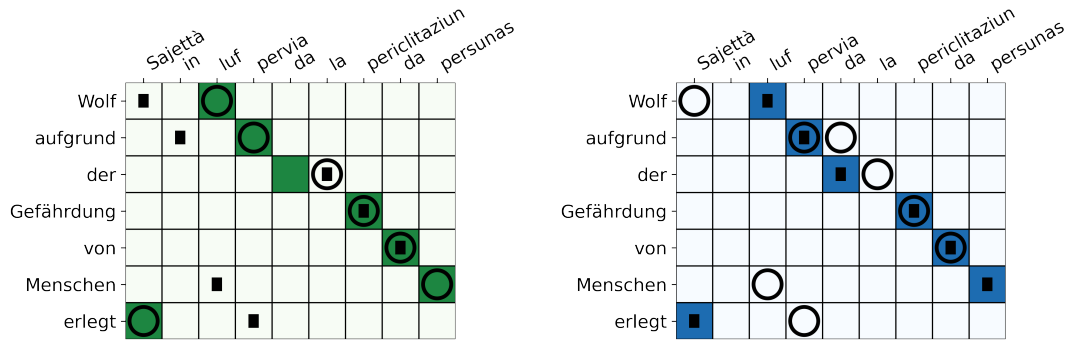 Sajettà in luf pervia da la periclitaziun da persunas
Wolf
aufgrund
der
Gefährdung
von
Menschen
erlegt
Sajettà in luf pervia da la periclitaziun da persunas
Wolf
aufgrund
der
Gefährdung
von
Menschen
erlegt